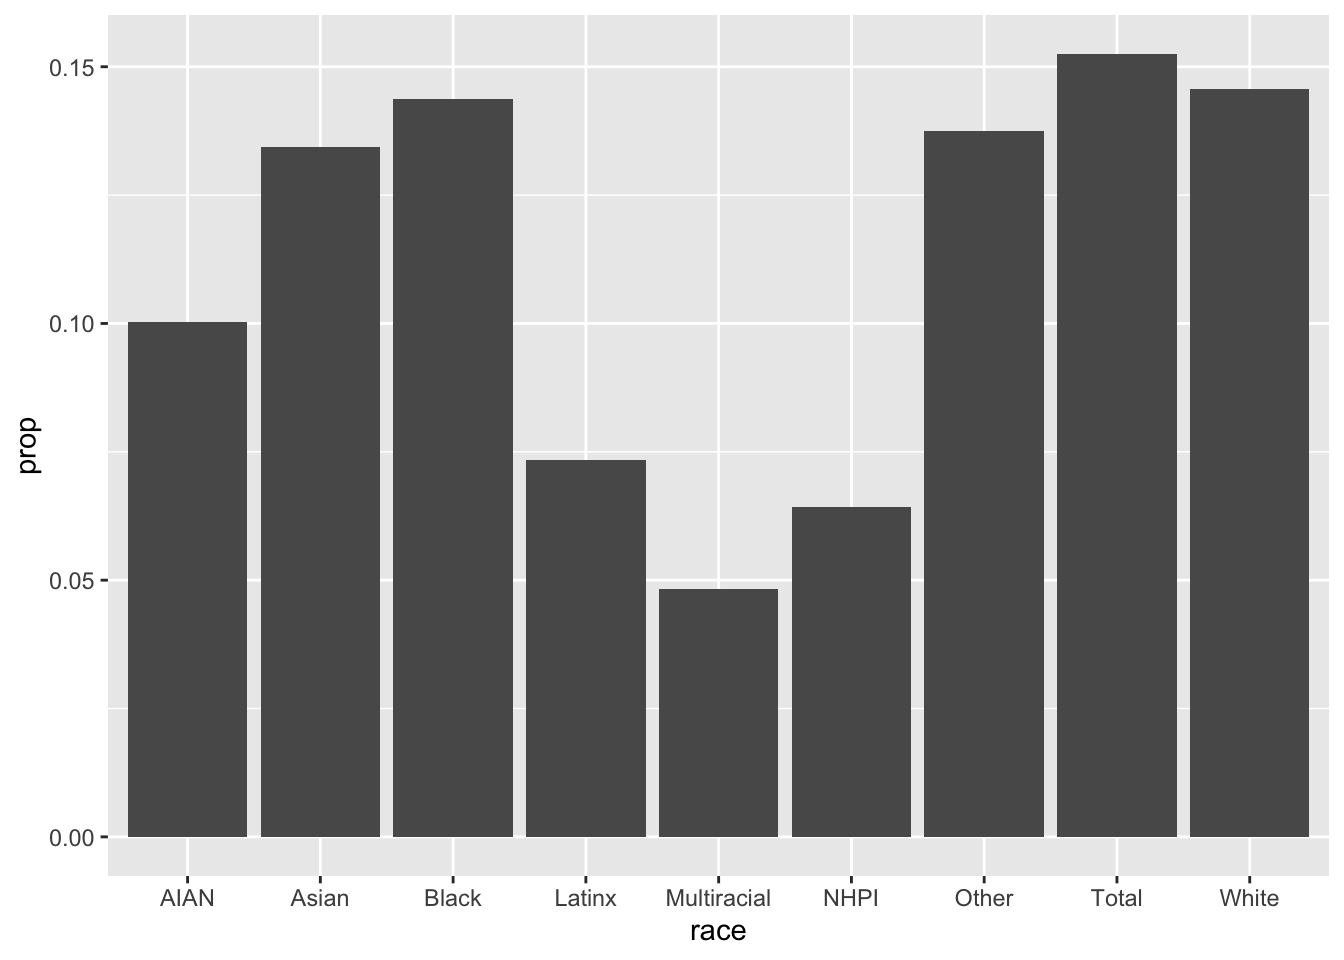 0.15
0.10
0.05
0.00
prop
AIAN Asian Black Latinx Multiracial NHPI Other Total White
race